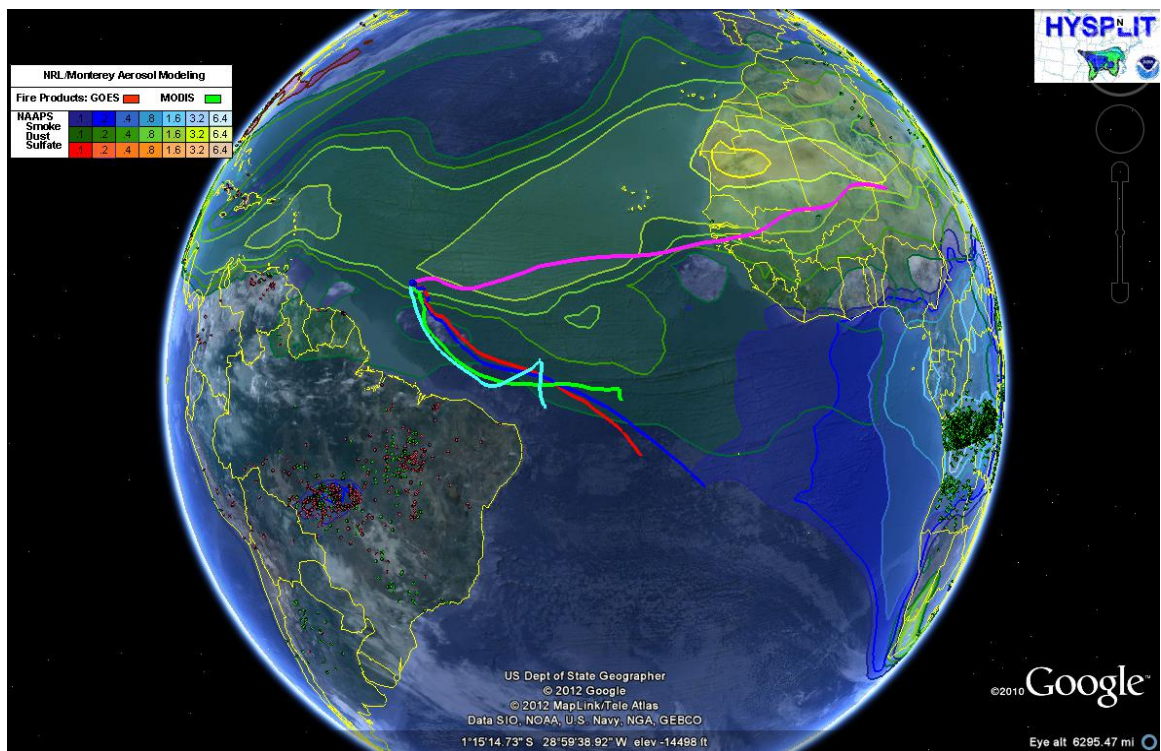 NRL/Monterey Aerosol Modeling
Fire Products: GOES MODIS
NAAPS
Smoke .1 .2 .4 .8 1.6 3.2 6.4
Dust .1 .2 .4 .8 1.6 3.2 6.4
Sulfate .1 .2 .4 .8 1.6 3.2 6.4
HYSPLIT
N
US Dept of State Geographer
© 2012 Google
© 2012 MapLink/Tele Atlas
Data SIO, NOAA, U.S. Navy, NGA, GEBCO
©2010 Google™
1°15'14.73" S 28°59'38.92" W elev -14498 ft
Eye alt 6295.47 mi